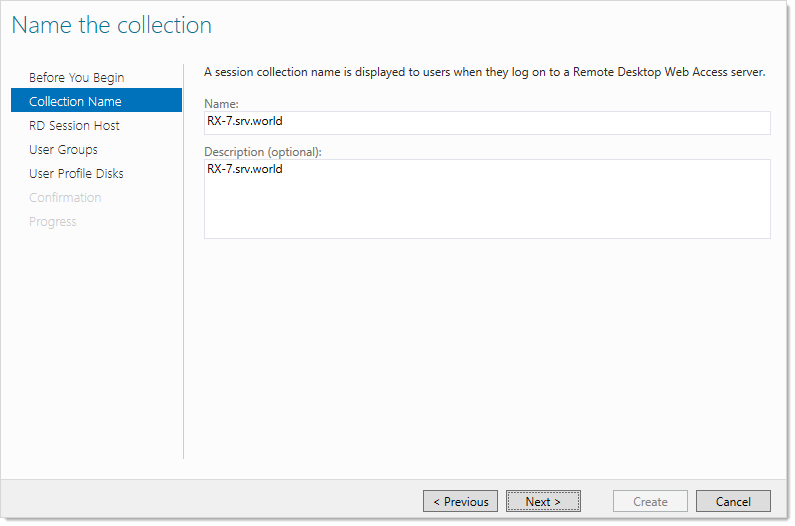 Name the collection
Before You Begin
Collection Name
RD Session Host
User Groups
User Profile Disks
Confirmation
Progress
A session collection name is displayed to users when they log on to a Remote Desktop Web Access server.
Name:
RX-7.srv.world
Description (optional):
RX-7.srv.world
< Previous
Next >
Create
Cancel